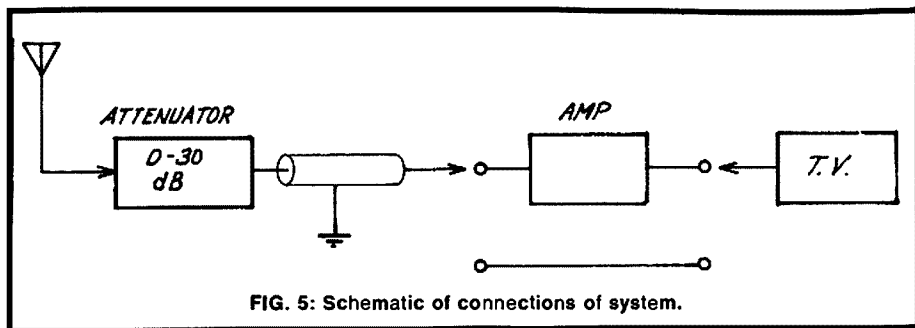 ATTENUATOR
0-30
dB
AMP
T.V.
FIG. 5: Schematic of connections of system.